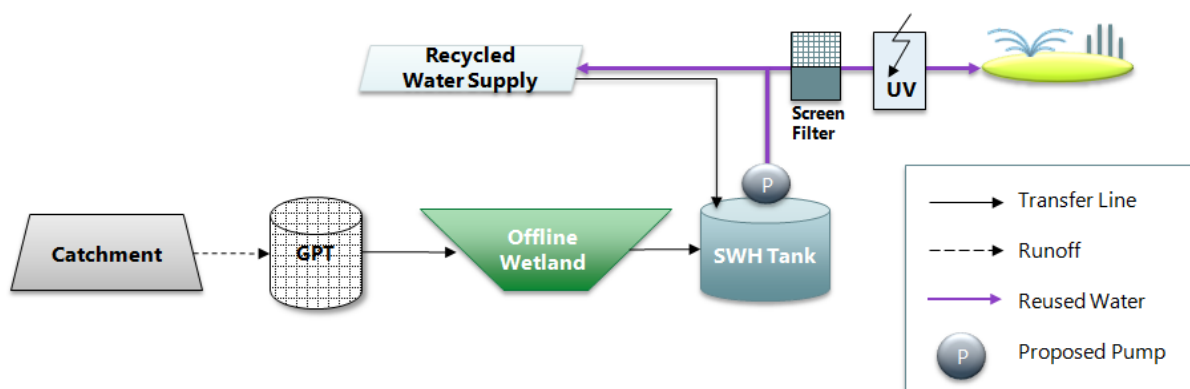 Recycled
Water Supply
UV
Screen
Filter
P
Catchment
GPT
Offline
Wetland
SWH Tank
Transfer Line
Runoff
Reused Water
P
Proposed Pump